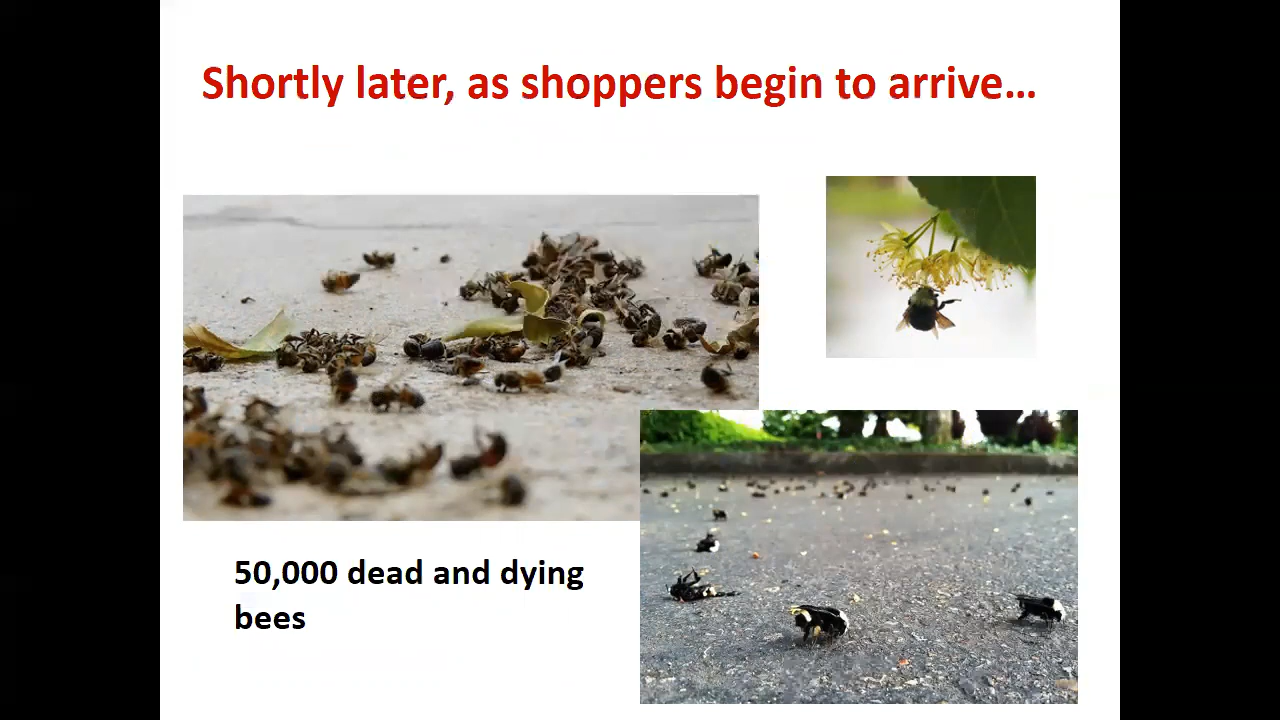 Shortly later, as shoppers begin to arrive…
50,000 dead and dying
bees